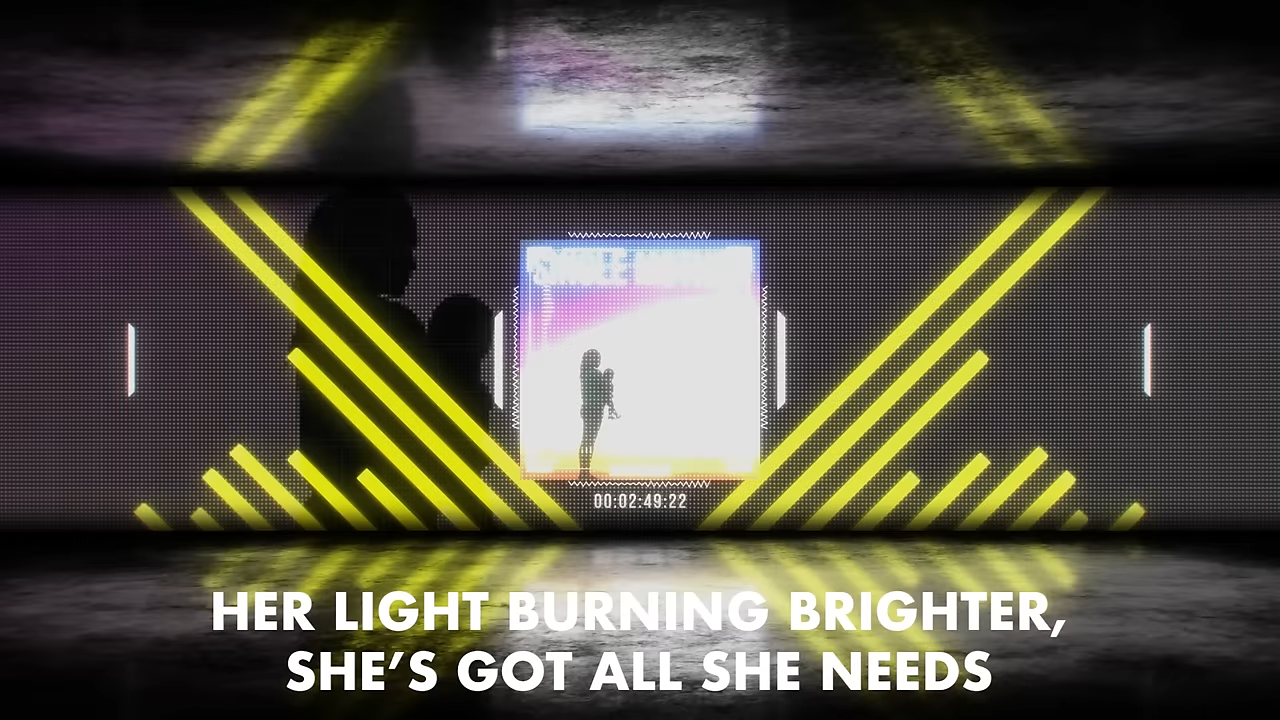 00:02:49:22
HER LIGHT BURNING BRIGHTER,
SHE’S GOT ALL SHE NEEDS